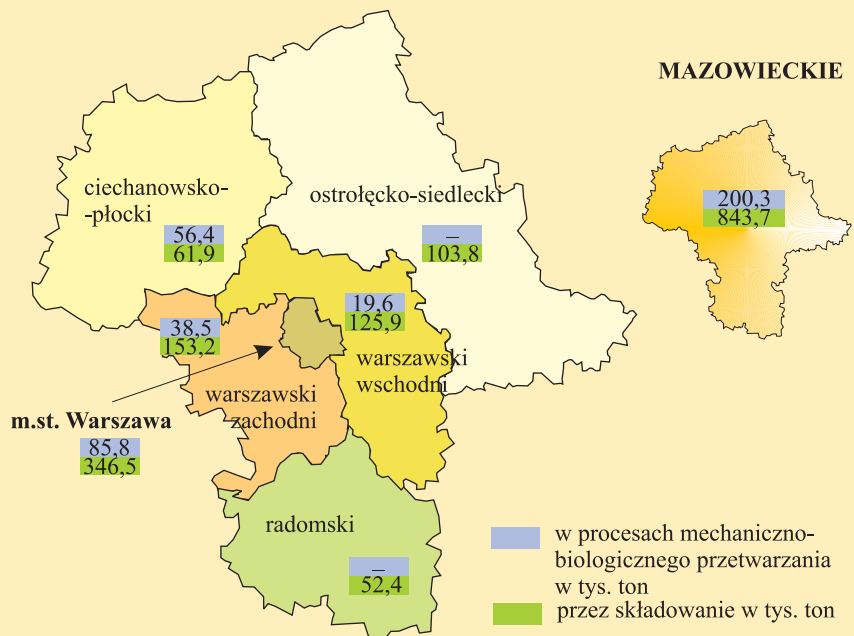 MAZOWIECKIE
200,3
843,7
ciechanowsko-
-płocki
56,4
61,9
ostrołęcko-siedlecki
–
103,8
19,6
125,9
warszawski
wschodni
38,5
153,2
warszawski
zachodni
m.st. Warszawa
85,8
346,5
radomski
–
52,4
w procesach mechaniczno-
biologicznego przetwarzania
w tys. ton
przez składowanie w tys. ton